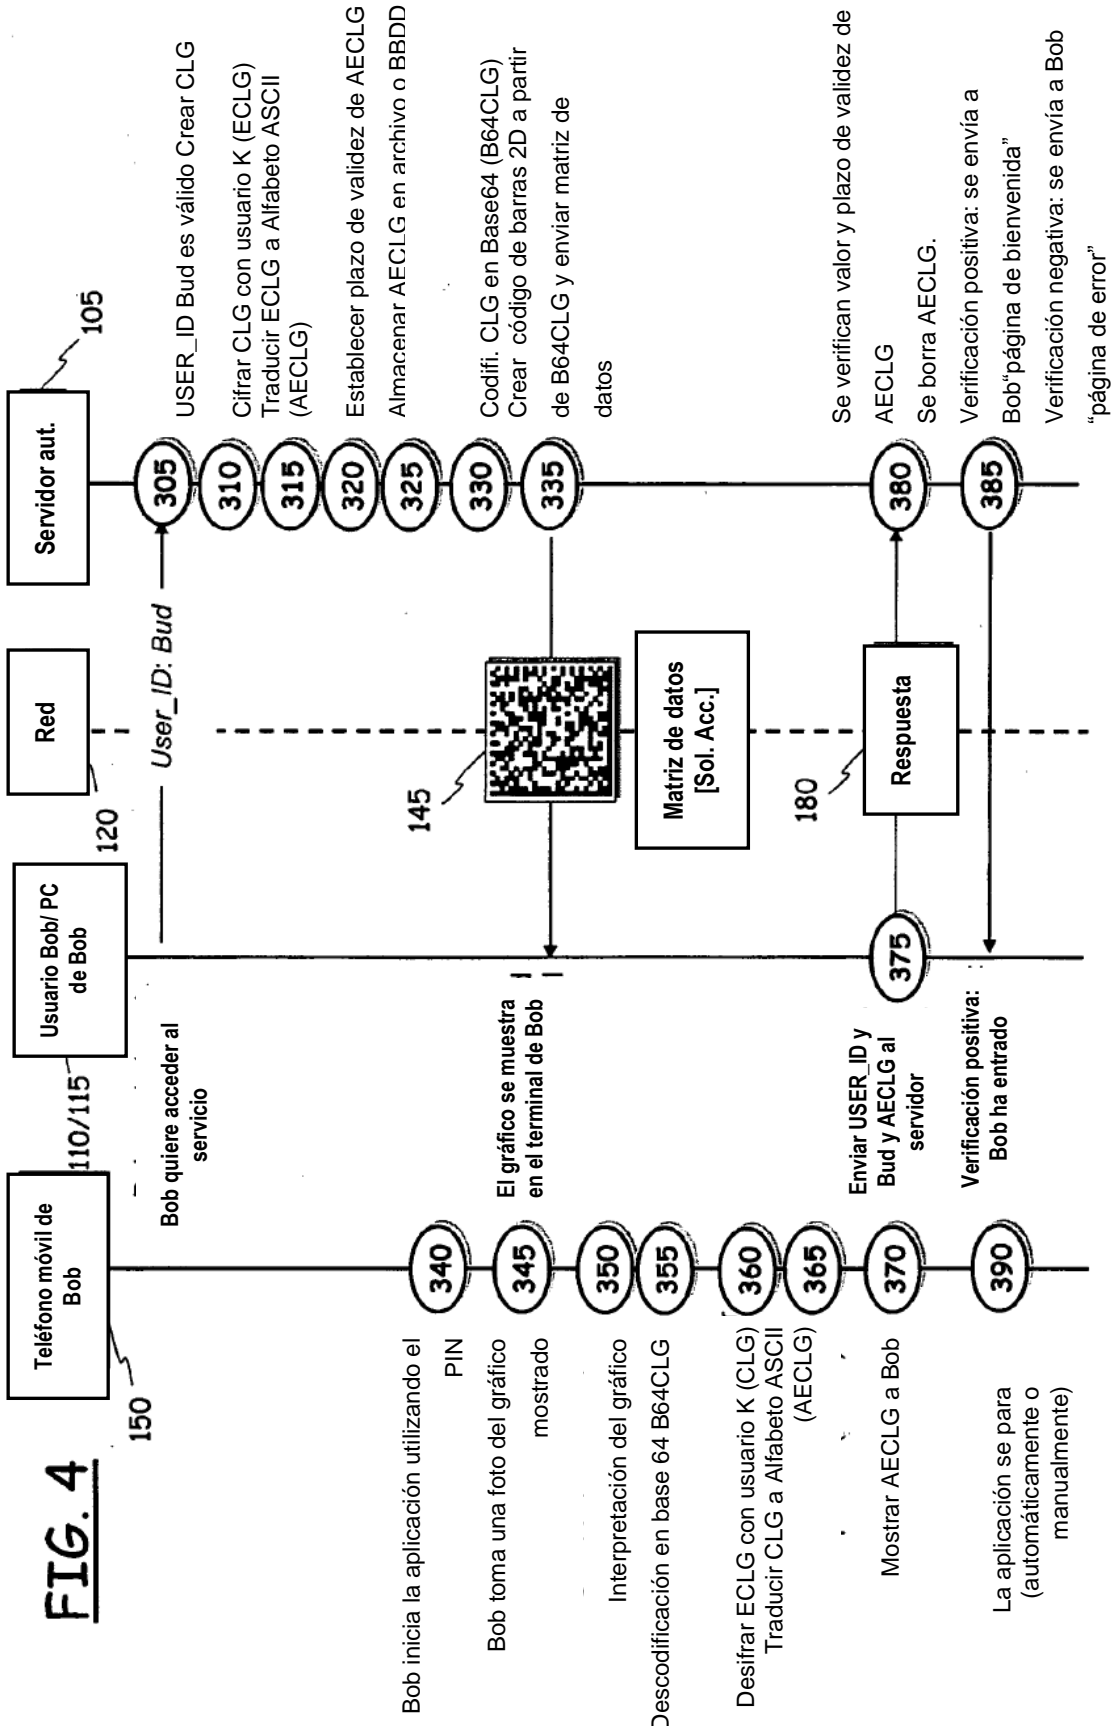 FIG. 4
Teléfono móvil de
Bob
150
Usuario Bob/ PC
de Bob
110/115
Red
120
Servidor aut.
105
Bob quiere acceder al
servicio
User_ID: Bud
305
USER_ID Bud es válido Crear CLG
310
Cifrar CLG con usuario K (ECLG)
315
Traducir ECLG a Alfabeto ASCII
(AECLG)
320
Establecer plazo de validez de AECLG
325
Almacenar AECLG en archivo o BBDD
330
Codifi. CLG en Base64 (B64CLG)
335
Crear código de barras 2D a partir
de B64CLG y enviar matriz de
datos
145
Matriz de datos
[Sol. Acc.]
El gráfico se muestra
en el terminal de Bob
Bob inicia la aplicación utilizando el
PIN
340
Bob toma una foto del gráfico
mostrado
345
Interpretación del gráfico
350
Descodificación en base 64 B64CLG
355
Desifrar ECLG con usuario K (CLG)
360
Traducir CLG a Alfabeto ASCII
(AECLG)
365
Mostrar AECLG a Bob
370
Enviar USER_ID y
Bud y AECLG al
servidor
375
180
Respuesta
380
Se verifican valor y plazo de validez de
AECLG
Se borra AECLG.
385
Verificación positiva: se envía a
Bob“página de bienvenida”
Verificación negativa: se envía a Bob
“página de error”
Verificación positiva:
Bob ha entrado
La aplicación se para
(automáticamente o
manualmente)
390